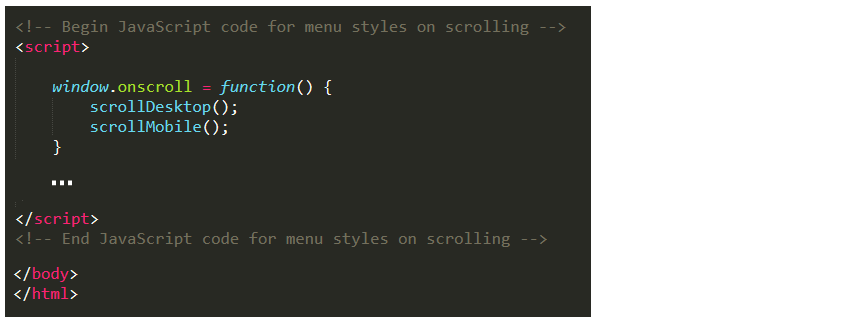 <!-- Begin JavaScript code for menu styles on scrolling -->
<script>
window.onscroll = function() {
scrollDesktop();
scrollMobile();
}
...
</script>
<!-- End JavaScript code for menu styles on scrolling -->
</body>
</html>